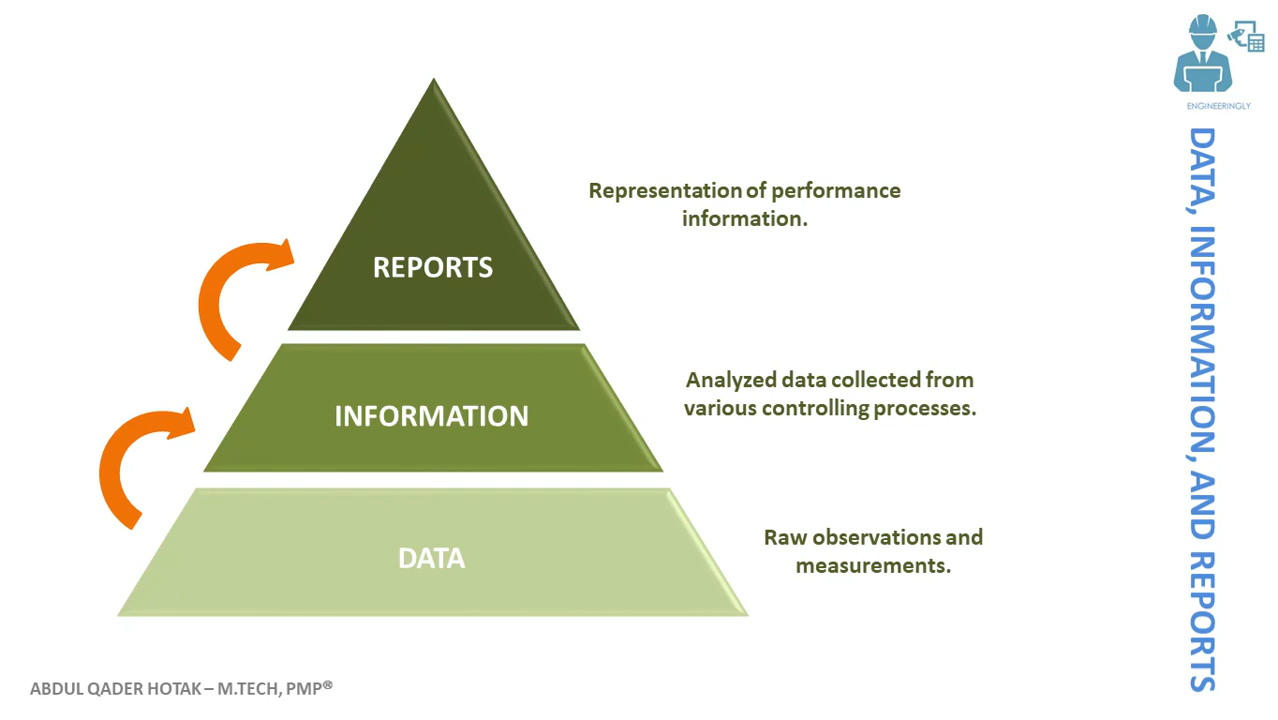 ENGINEERINGLY
DATA, INFORMATION, AND REPORTS
Representation of performance
information.
REPORTS
Analyzed data collected from
various controlling processes.
INFORMATION
Raw observations and
measurements.
DATA
ABDUL QADER HOTAK – M.TECH, PMP®